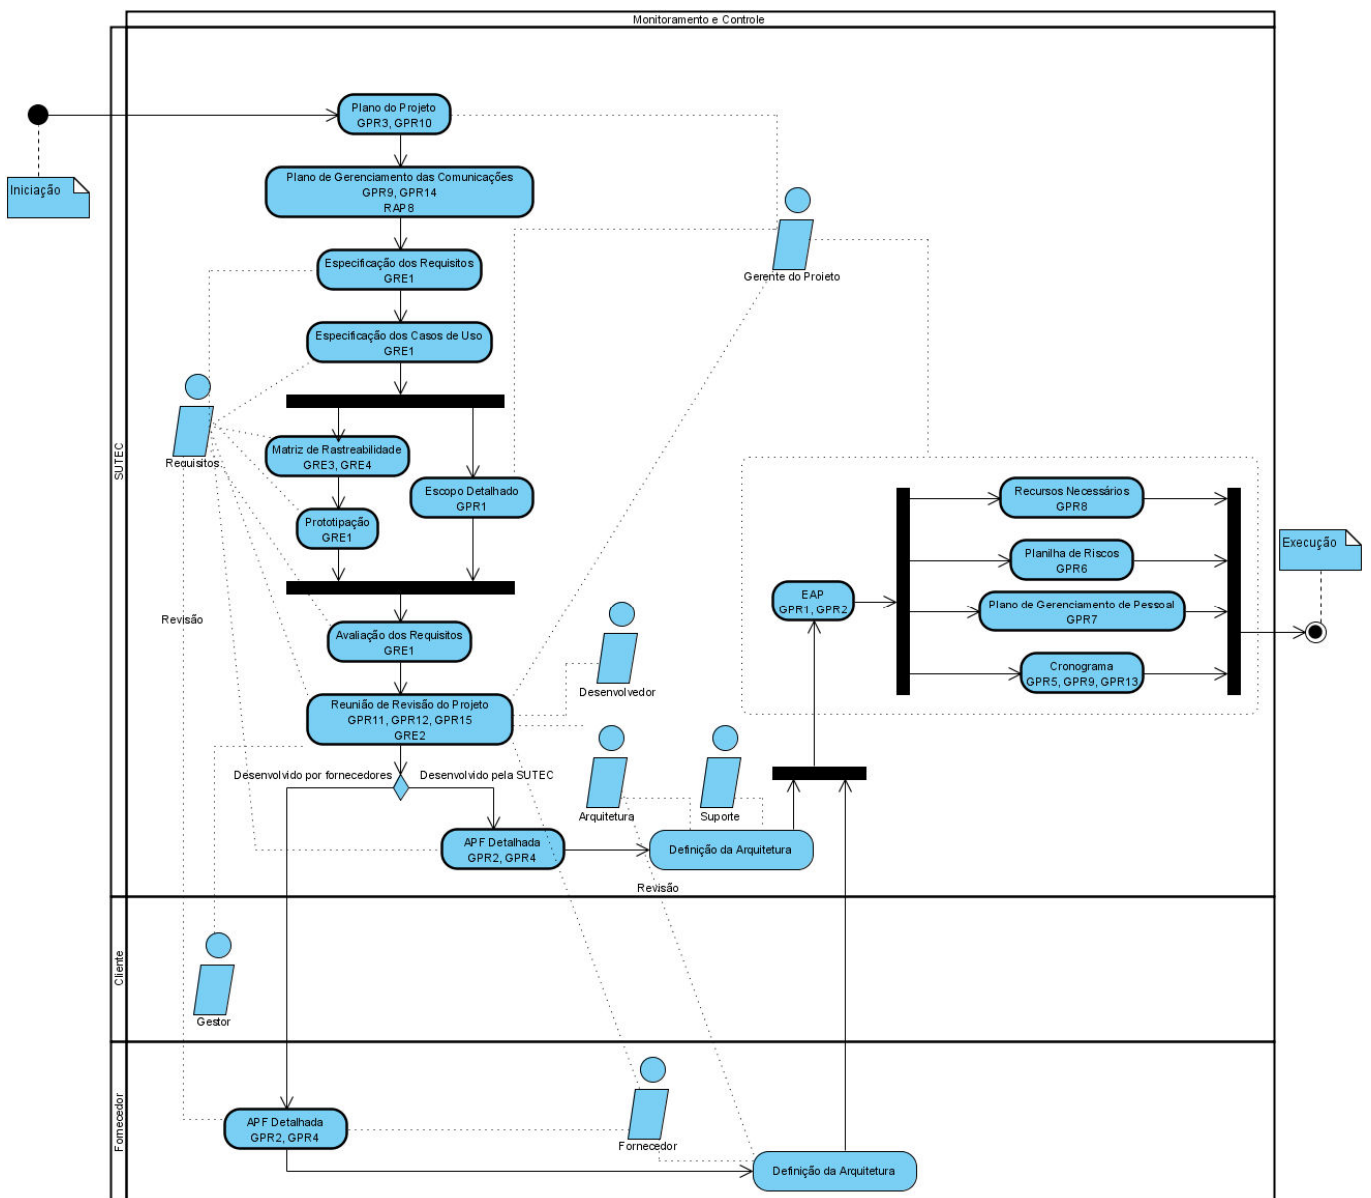 Monitoramento e Controle
SUTEC
Plano do Projeto
GPR3, GPR10
Iniciação
Plano de Gerenciamento das Comunicações
GPR9, GPR14
RAP8
Gerente do Projeto
Especificação dos Requisitos
GRE1
Especificação dos Casos de Uso
GRE1
Requisitos
Matriz de Rastreabilidade
GRE3, GRE4
Escopo Detalhado
GPR1
Prototipação
GRE1
Recursos Necessários
GPR8
Planilha de Riscos
GPR6
Execução
EAP
GPR1, GPR2
Plano de Gerenciamento de Pessoal
GPR7
Cronograma
GPR5, GPR9, GPR13
Revisão
Avaliação dos Requisitos
GRE1
Desenvolvedor
Reunião de Revisão do Projeto
GPR11, GPR12, GPR15
GRE2
Desenvolvido por fornecedores
Desenvolvido pela SUTEC
Arquitetura
Suporte
APF Detalhada
GPR2, GPR4
Definição da Arquitetura
Revisão
Cliente
Gestor
Fornecedor
APF Detalhada
GPR2, GPR4
Fornecedor
Definição da Arquitetura